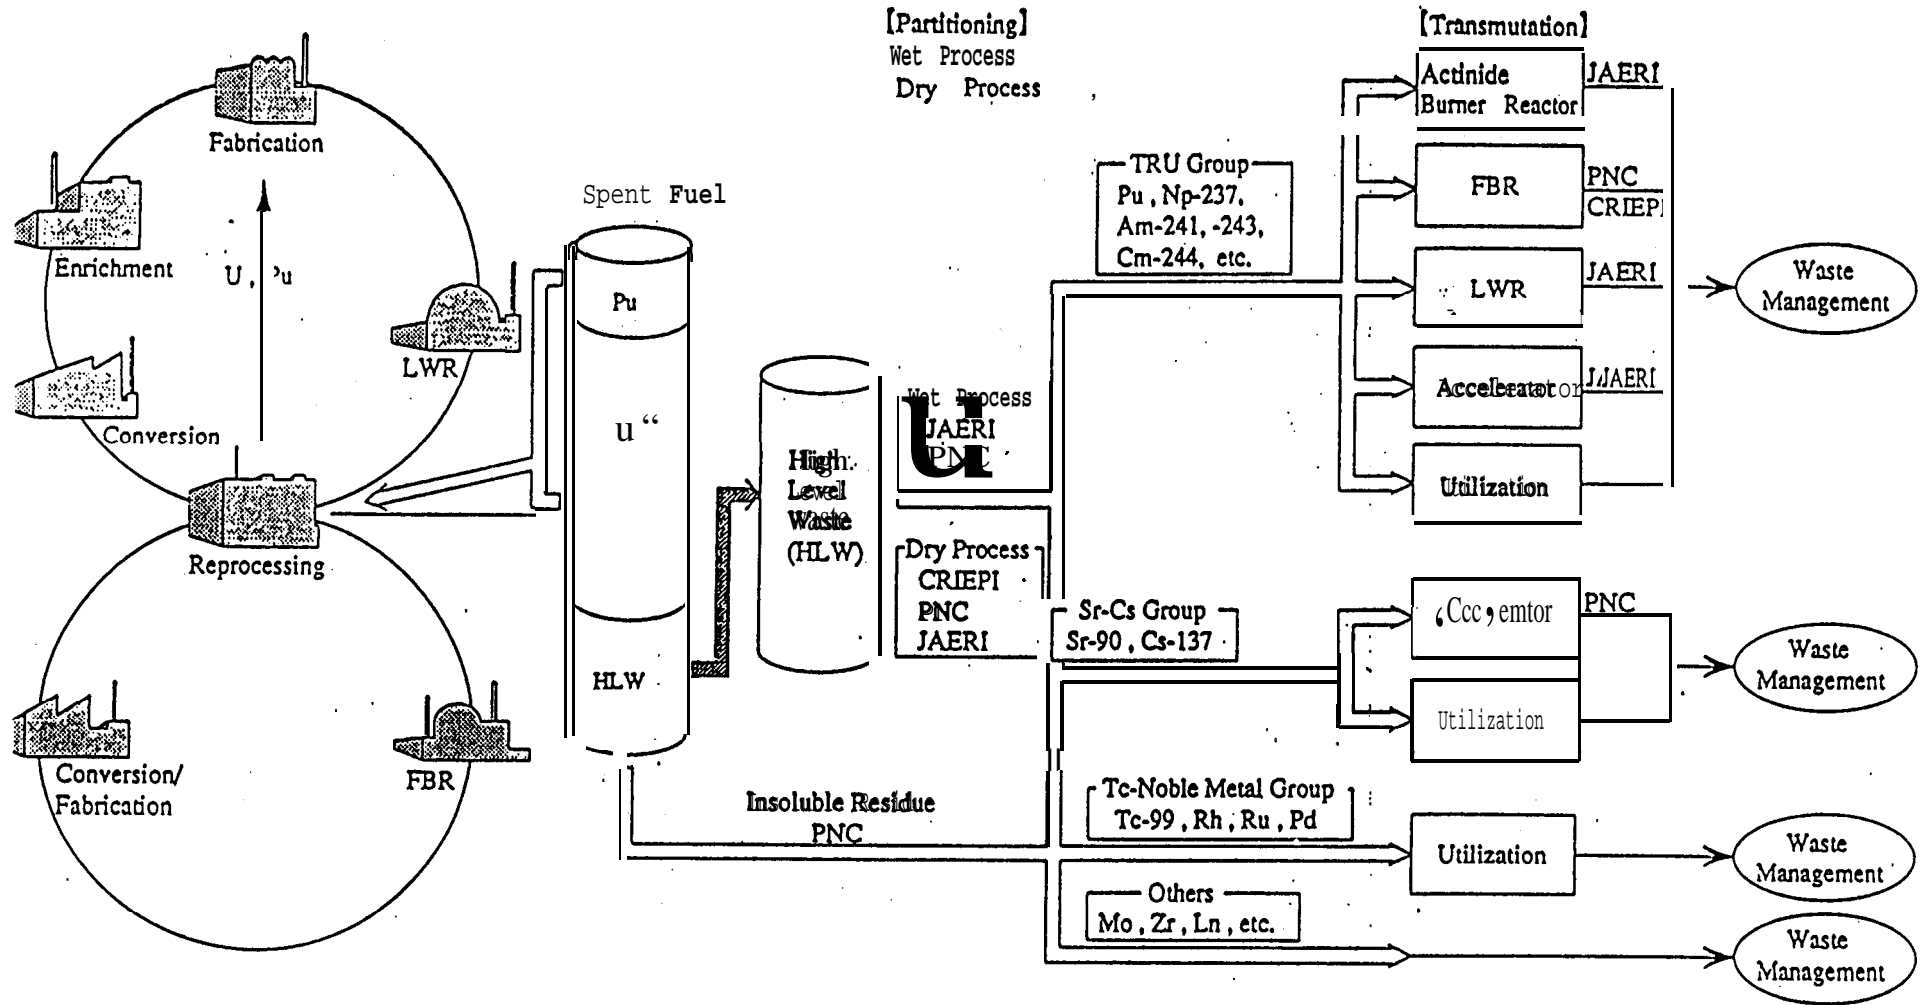 【Partitioning】
Wet Process
Dry Process
【Transmutation】
Fabrication
Enrichment
U, Pu
LWR
Conversion
Reprocessing
Conversion/
Fabrication
FBR
Spent Fuel
Pu
u “
HLW
High
Level
Waste
(HLW)
Wet Process
JAERI
PNC
u
Dry Process
CRIEPI
PNC
JAERI
Insoluble Residue
PNC
TRU Group
Pu, Np-237,
Am-241, -243,
Cm-244, etc.
Sr-Cs Group
Sr-90, Cs-137
Tc-Noble Metal Group
Tc-99, Rh, Ru, Pd
Others
Mo, Zr, Ln, etc.
Actinide
Burner Reactor
JAERI
FBR
PNC
CRIEPI
LWR
JAERI
Accelerator
JAERI
Utilization
Waste
Management
PNC
Utilization
Waste
Management
Utilization
Waste
Management
Waste
Management